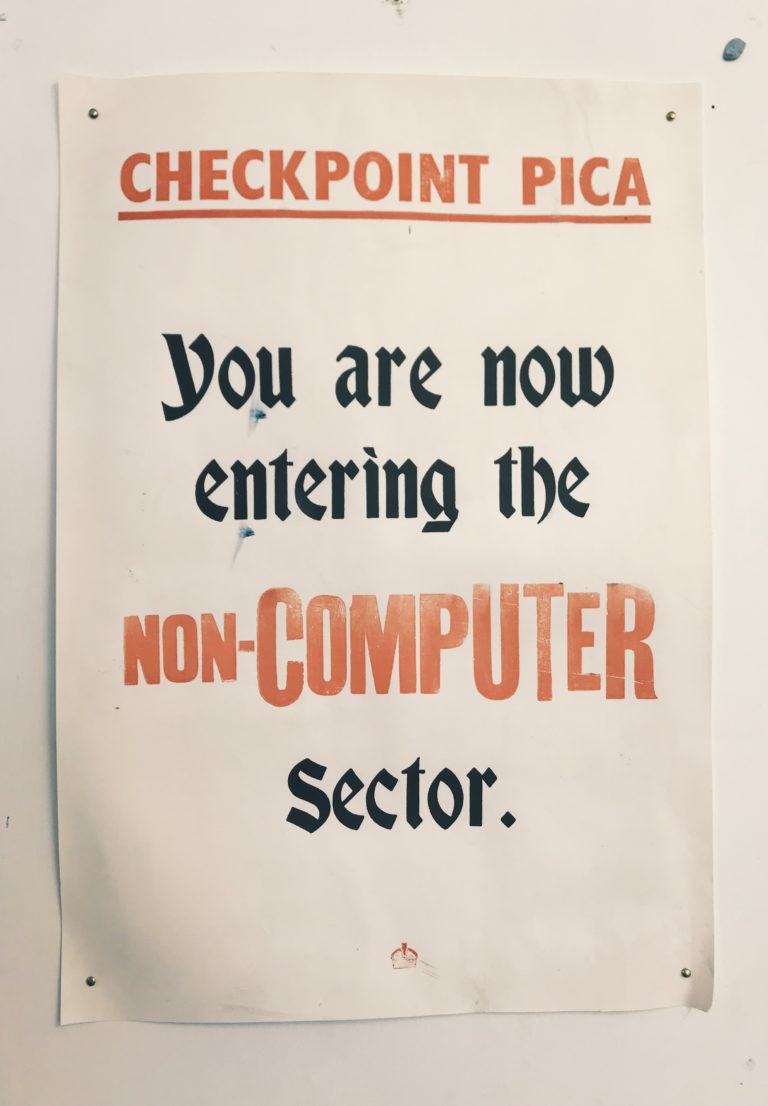 CHECKPOINT PICA
You are now
entering the
NON-COMPUTER
Sector.